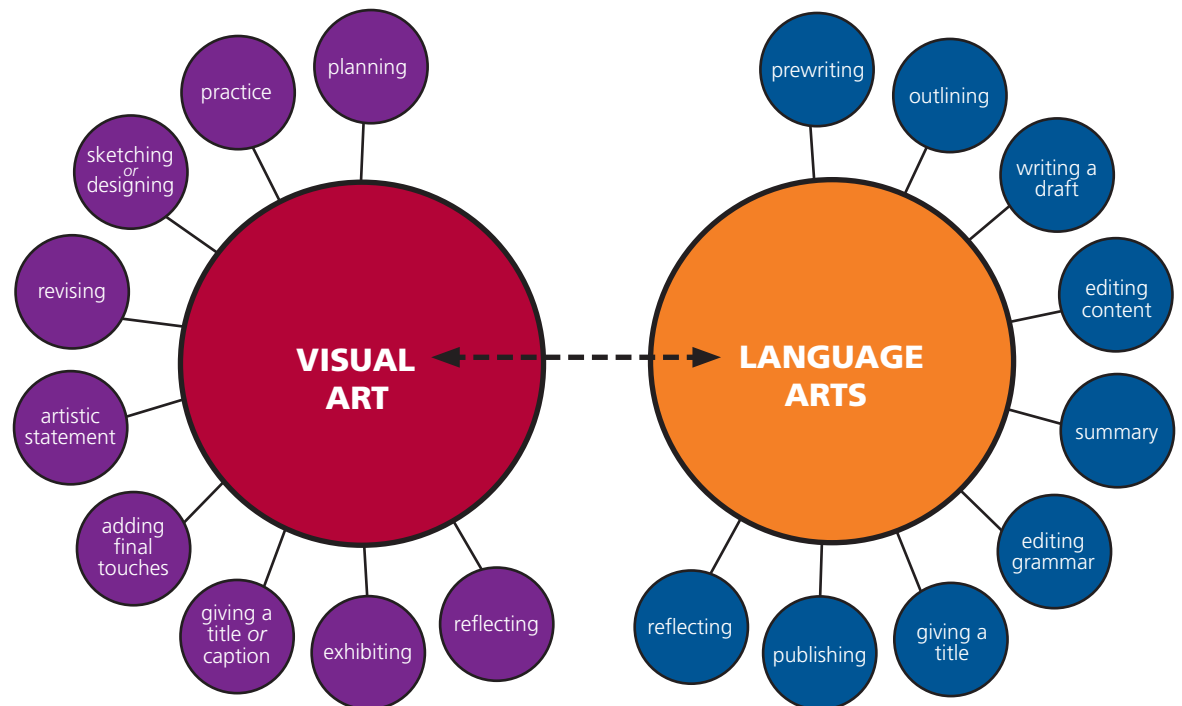 planning
practice
sketching
or
designing
revising
artistic
statement
adding
final
touches
giving a
title or
caption
exhibiting
reflecting
VISUAL
ART
prewriting
outlining
writing a
draft
editing
content
summary
editing
grammar
giving a
title
publishing
reflecting
LANGUAGE
ARTS